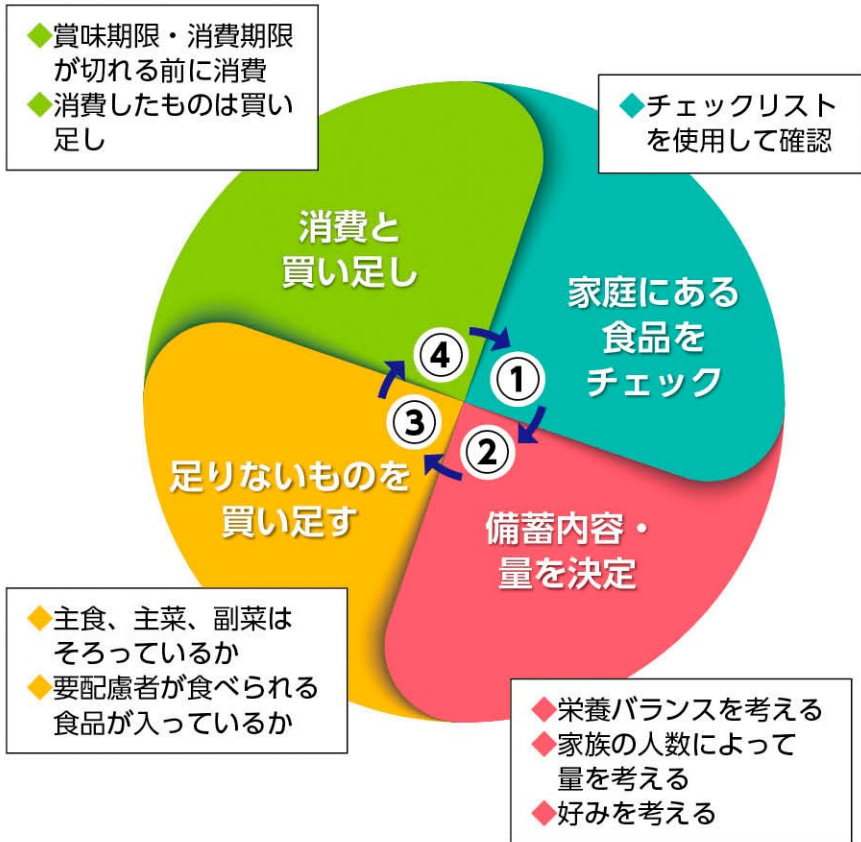 ◆賞味期限・消費期限
が切れる前に消費
◆消費したものは買い
足し
◆チェックリスト
を使用して確認
消費と
買い足し
家庭にある
食品を
チェック
④
①
③
②
足りないものを
買い足す
備蓄内容・
量を決定
◆主食、主菜、副菜は
そろっているか
◆要配慮者が食べられる
食品が入っているか
◆栄養バランスを考える
◆家族の人数によって
量を考える
◆好みを考える